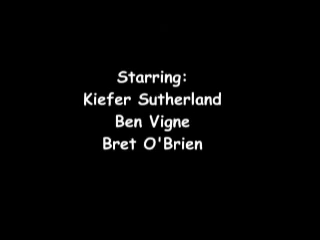 Starring:
Kiefer Sutherland
Ben Vigne
Bret O'Brien